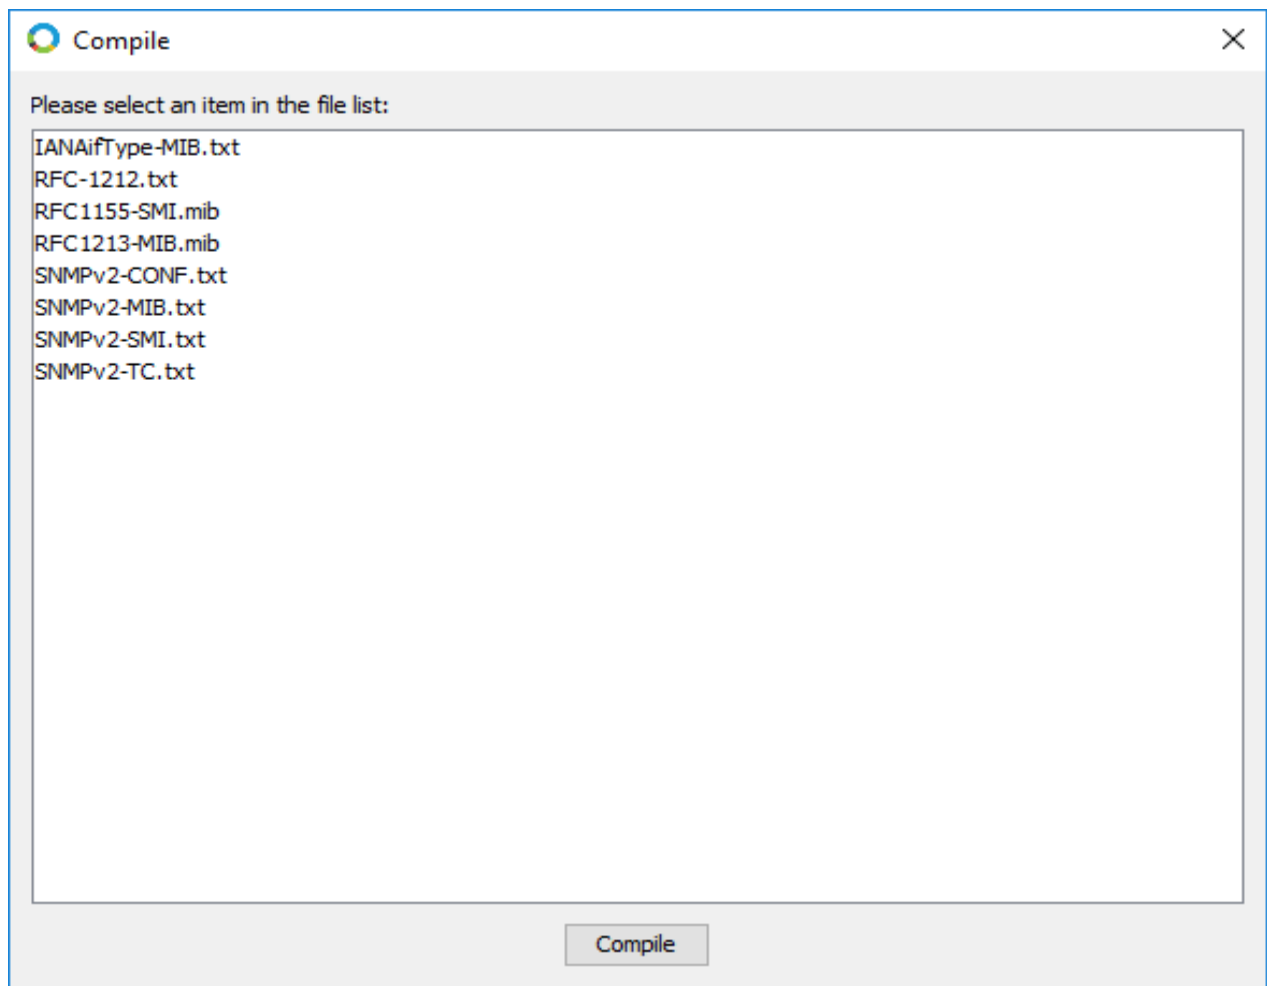 Compile
Please select an item in the file list:
IANAifType-MIB.txt
RFC-1212.txt
RFC1155-SMI.mib
RFC1213-MIB.mib
SNMPv2-CONF.txt
SNMPv2-MIB.txt
SNMPv2-SMI.txt
SNMPv2-TC.txt
Compile